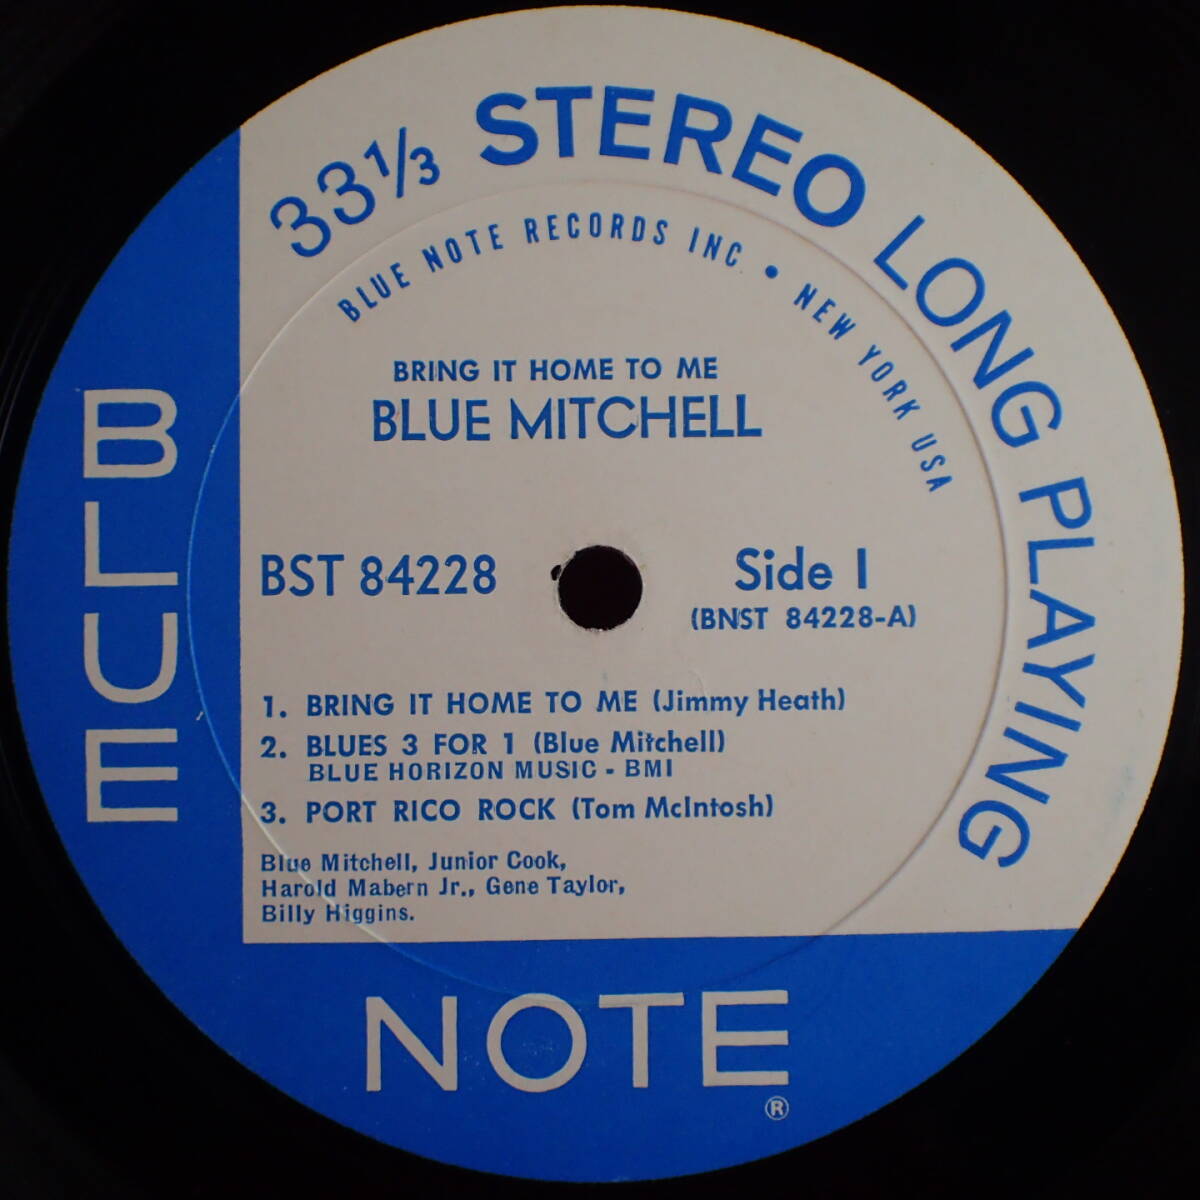 33⅓ STEREO LONG PLAYING
BLUE NOTE RECORDS INC • NEW YORK USA
BRING IT HOME TO ME
BLUE MITCHELL
BST 84228
Side 1
(BNST 84228-A)
1. BRING IT HOME TO ME (Jimmy Heath)
2. BLUES 3 FOR 1 (Blue Mitchell)
BLUE HORIZON MUSIC - BMI
3. PORT RICO ROCK (Tom McIntosh)
Blue Mitchell, Junior Cook,
Harold Mabern Jr., Gene Taylor,
Billy Higgins.
BLUE
NOTE
®